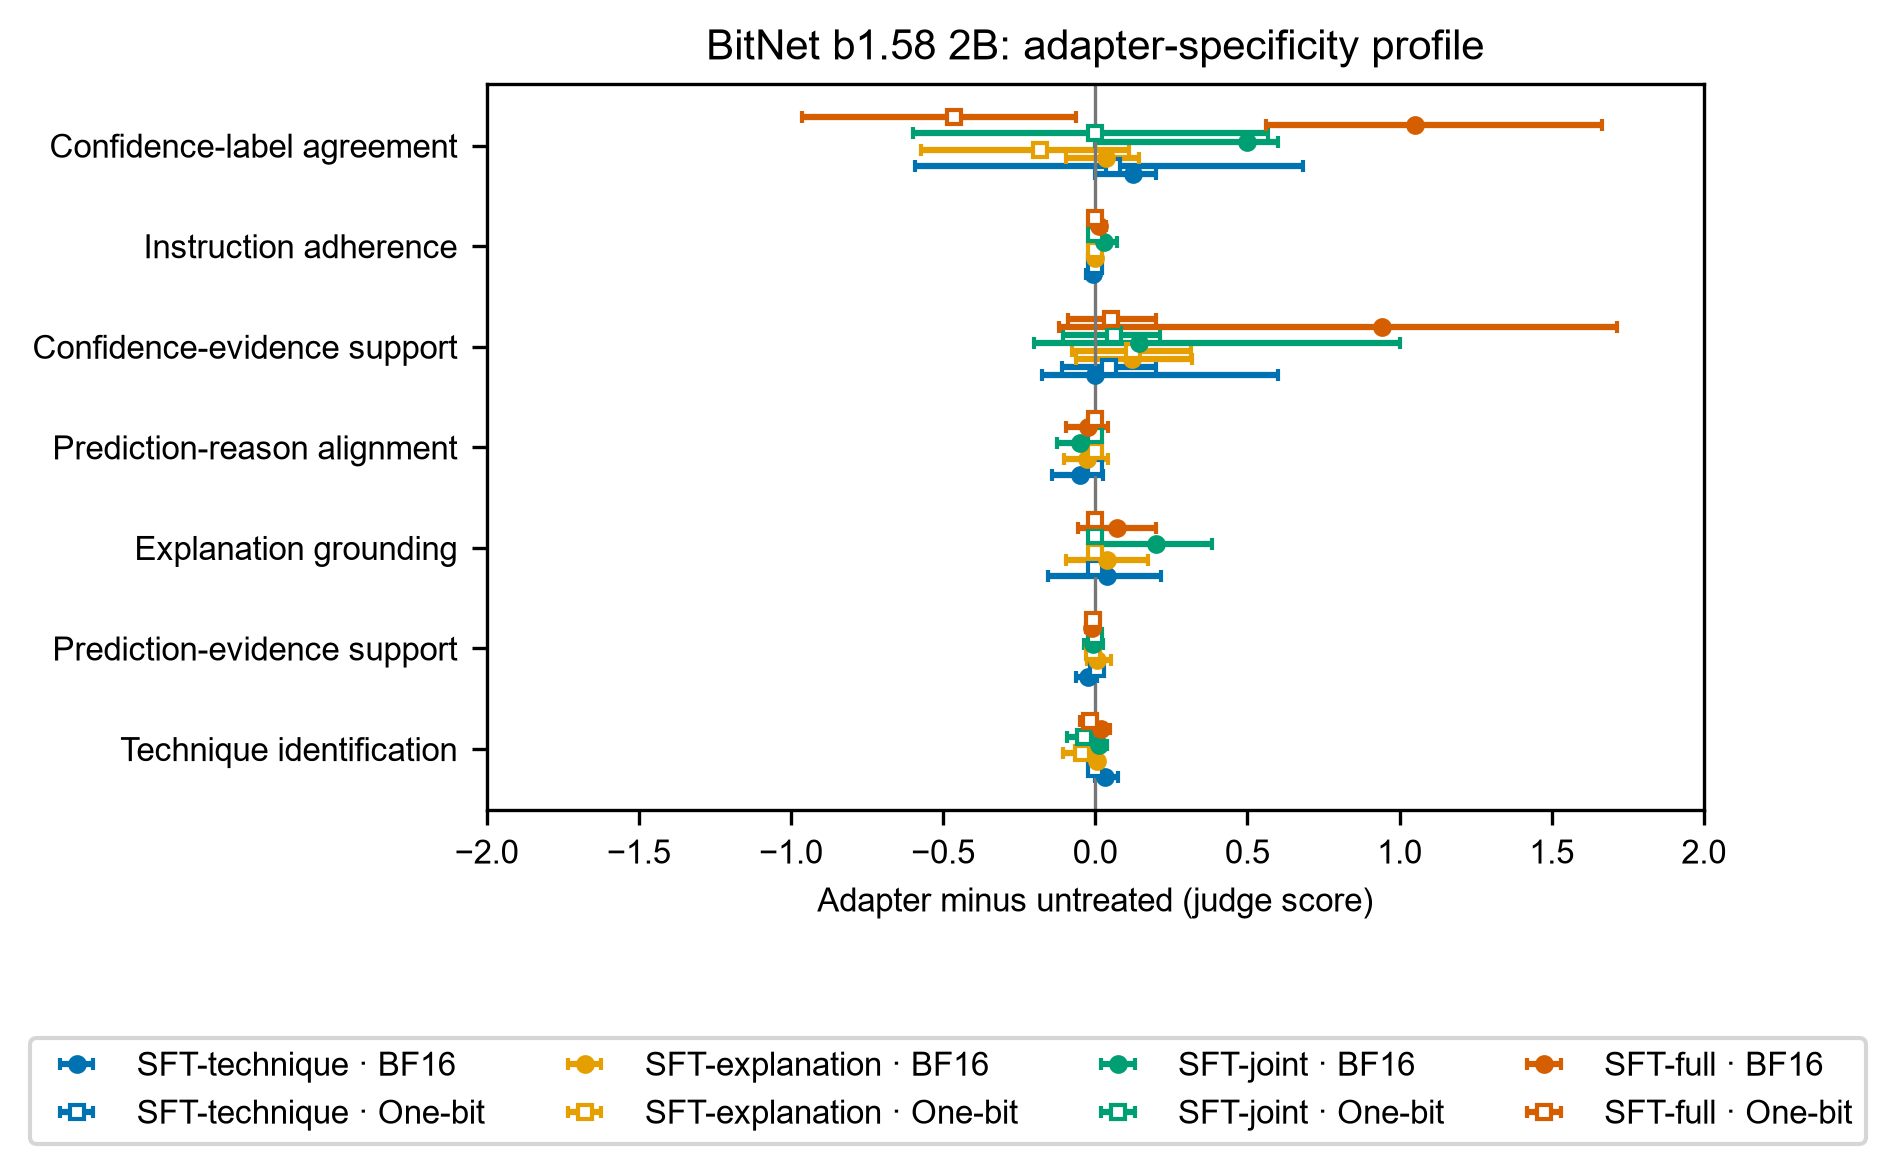 BitNet b1.58 2B: adapter-specificity profile
Confidence-label agreement
Instruction adherence
Confidence-evidence support
Prediction-reason alignment
Explanation grounding
Prediction-evidence support
Technique identification
−2.0 −1.5 −1.0 −0.5 0.0 0.5 1.0 1.5 2.0
Adapter minus untreated (judge score)
SFT-technique · BF16 SFT-explanation · BF16 SFT-joint · BF16 SFT-full · BF16
SFT-technique · One-bit SFT-explanation · One-bit SFT-joint · One-bit SFT-full · One-bit